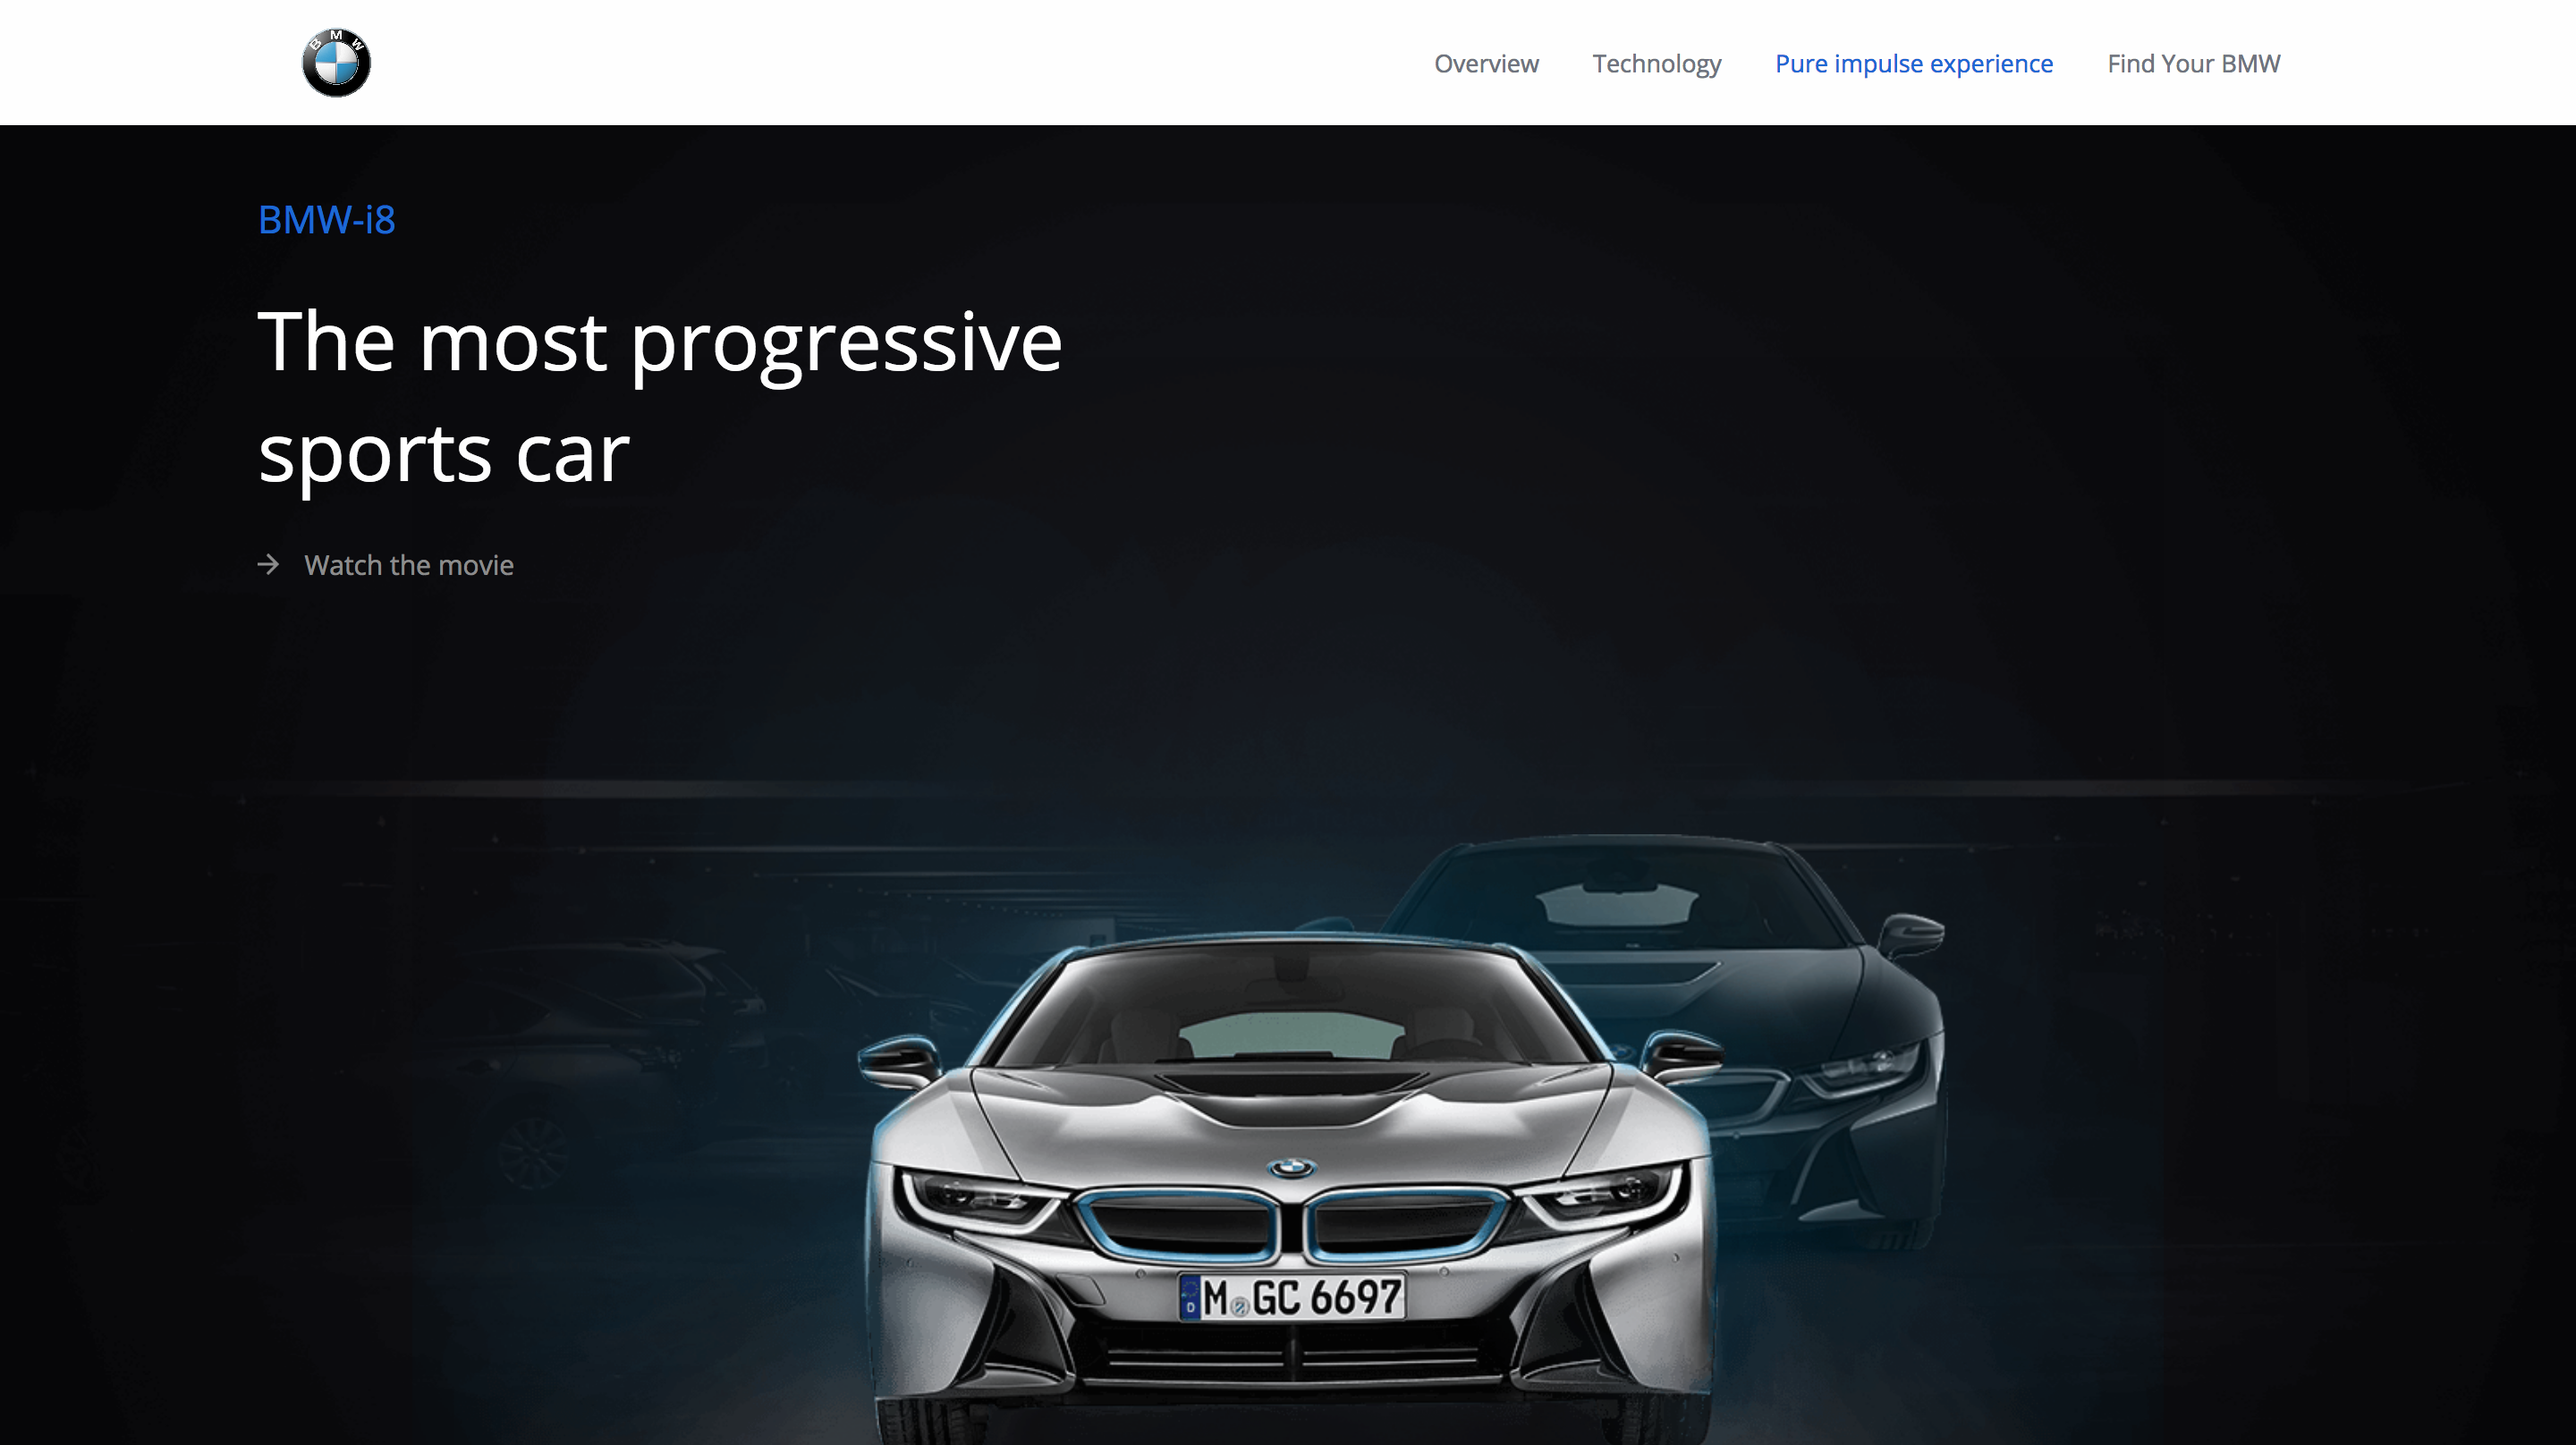 BMW
Overview Technology Pure impulse experience Find Your BMW
BMW-i8
The most progressive
sports car
→ Watch the movie
D M GC 6697